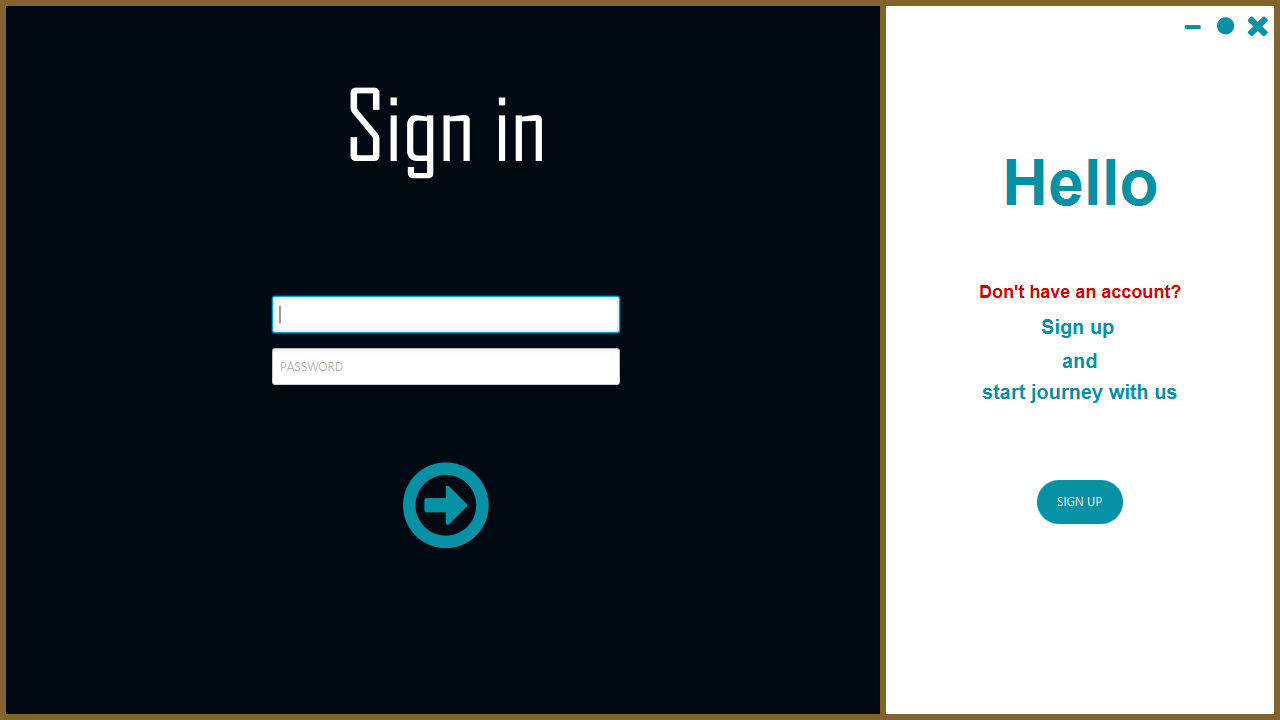 Sign in
PASSWORD
Hello
Don't have an account?
Sign up
and
start journey with us
SIGN UP